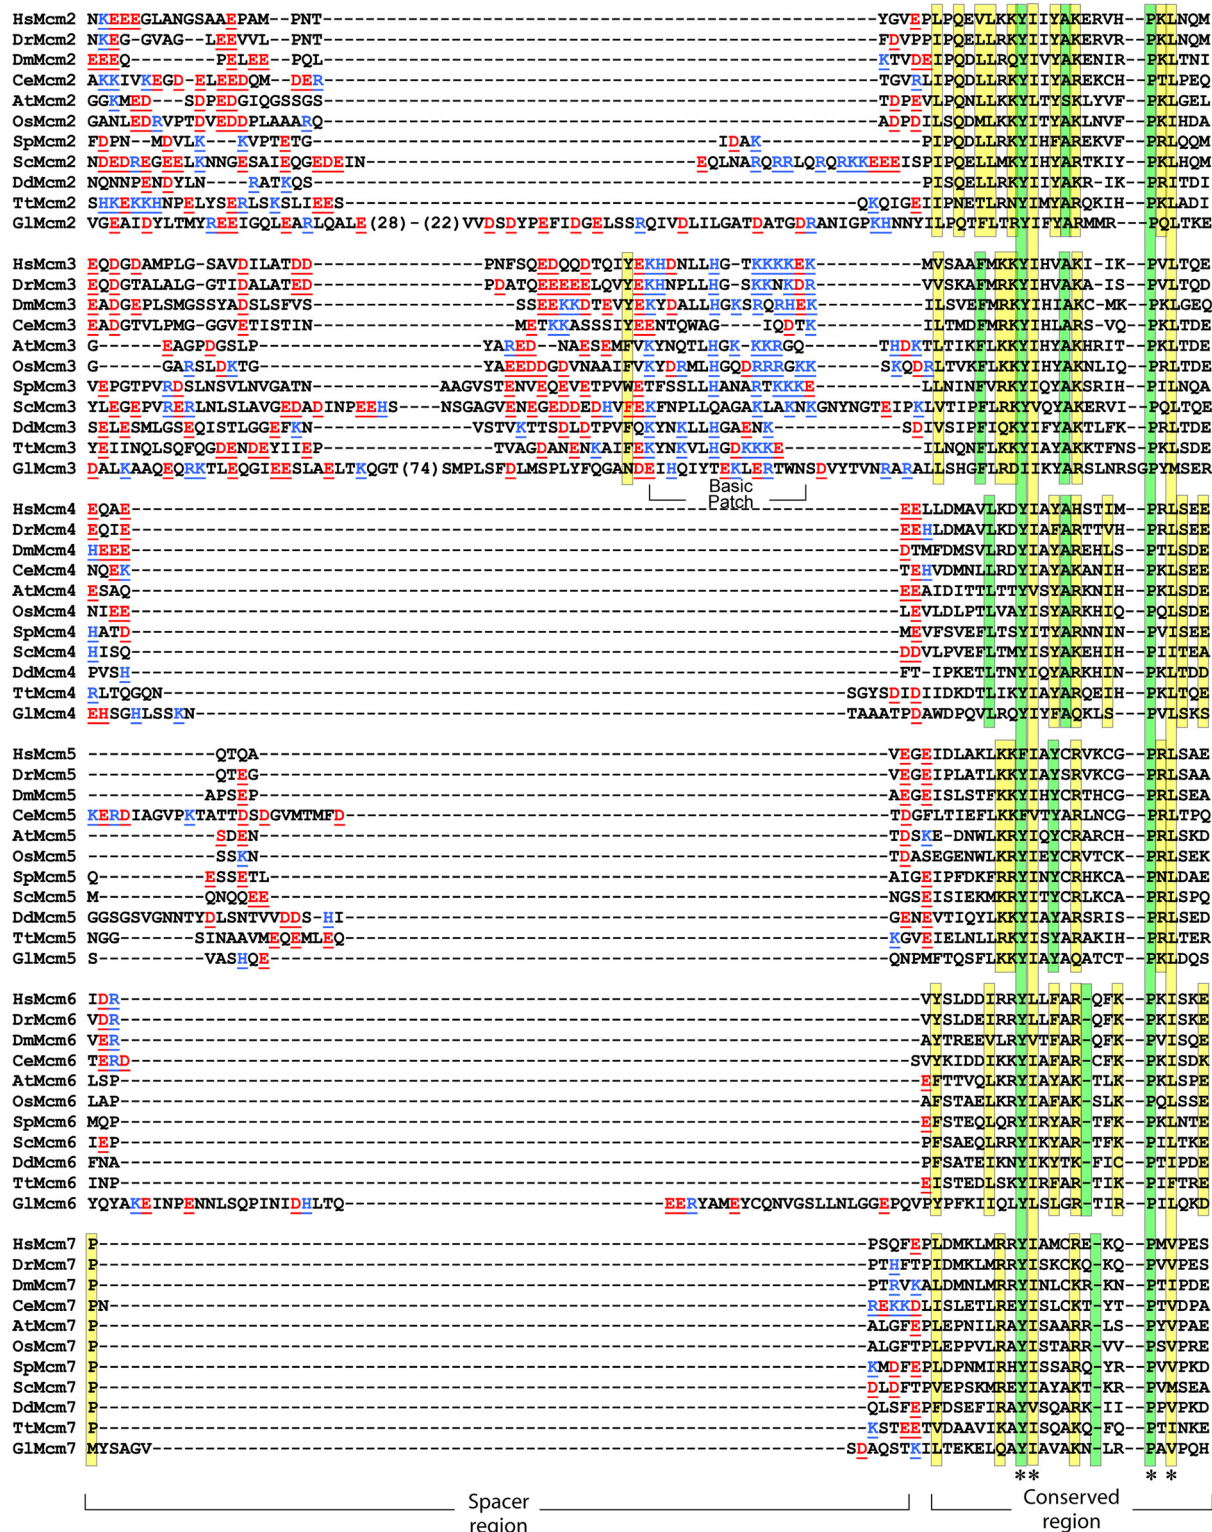 HsMcm2 NKEEEGLANGSAAEPAM--PNT---YGVEPLPQEVLKKYIIYAKERVH--PKLNQM
DrMcm2 NKEG-GVAG--LEEVVL--PNT---FDVPPIPQELLRKYIIYAKERVR--PKLNQM
DmMcm2 EEEQ---PELEE--PQL---KTVDEIPQDLLRQYIVYAKENIR--PKLTNI
CeMcm2 AKKIVKEGD-ELEEDQM--DER---TGVRLIPQDLLRKYIIYAREKCH--PTLPEQ
AtMcm2 GGKMED---SDPEDGIQGSSGS---TDPEVLPQNLLKKYLTYSKLYVF--PKLGEL
OsMcm2 GANLEDRVPTDVEDDPLAAARQ---ADPDILSQDMLKKYITYAKLNVF--PKIHDA
SpMcm2 FDPN--MDVLK---KVPTETG---IDAK---PIPQDLLRKYIHYAREKVF--PRLQQM
ScMcm2 NDEDREGEELKNNGESAIEQGEDEIN---EQLNARQRRLQRQRKKEEEISPIPQELLMKYIHYARTKIY--PKLHQM
DdMcm2 NQNNPENDYLN----RATKQS---PISQELLRKYIIYAKR-IK--PRITDI
TtMcm2 SHKEKKHNPELYSERLSKSLIEES---QKQIGEIIPNETLRNYIMYARQKIH--PKLADI
GlMcm2 VGEAIDYLTMYREEIGQLEARLQALE(28)-(22)VVDSDYPEFIDGELSSRQIVDLILGATDATGDRANIGPKHNNYILPQTFLTRYIFYARMMR--PQLTKE
HsMcm3 EQDGDAMPLG-SAVDILATDD---PNFSQEDQQDTQIYEKHDNLLHG-TKKKKEK---MVSAAFMKKYIHVAKI-IK-PVLTQE
DrMcm3 EQDGTALALG-GTIDALATED---PDATQEEEEELQVYEKHNPLLHG-SKKNKDR---VVSKAFMRKYIHVAKA-IS-PVLTQD
DmMcm3 EADGEPLSMGSSYADSLSFVS---SSEEKKDTEVYEKYDALLHGKSRQRHEK---ILSVEFMRKYIHIAKC-MK-PKLGEQ
CeMcm3 EADGTVLPMG-GGVETISTIN---METKKASSSIYEENTQWAG----IQDTK---ILTMDFMRKYIHLARS-VQ-PKLTDE
AtMcm3 G------EAGPDGSLP---YARED--NAESEMFVKYNQTLHGK-KKRGQ---THDKTLTIKFLKKYIHYAKHRIT-PKLTDE
OsMcm3 G------GARSLDKTG---YAEEDDGDVNAAIFVKYDRMLHGQDRRRGKK---SKQDRLTVKFLKKYIHYAKNLIQ-PKLTDE
SpMcm3 VEPGTPVRDSLNSVLNVGATN---AAGVSTENVEQEVETPVWETFSSLLHANARTKKKE---LLNINFVRKYIQYAKSRIH-PILNQA
ScMcm3 YLEGEPVRERLNLSLAVGEDADINPEEHS----NSGAGVENEGEDDEDHVFEKFNPLLQAGAKLAKNKGNYNGTEIPKLVTIPFLRKYVQYAKERVI-PQLTQE
DdMcm3 SELESMLGSEQISTLGGEFKN---VSTVKTTSDLDTPVFQKYNKLLHGAENK---SDIVSIPFIQKYIFYAKTLFK-PRLTDE
TtMcm3 YEIINQLSQFQGDENDEYIIEP---TVAGDANENKAIFEKYNKVLHGDKKKE---ILNQNFLKKYIAYAKKTFNS-PKLSDE
GlMcm3 DALKAAQEQRKTLEQGIEESLAELTKQGT(74)SMPLSFDLMSPLYFQGANDEIHQIYTEKLERTWNSDVYTVNRARALLSHGFLRDIIKYARSLNRSGPYMSER
Basic
Patch
HsMcm4 EQAE---EELLDMAVLKDYIAYAHSTIM--PRLSEE
DrMcm4 EQIE---EEHLDMAVLKDYIAFARTTVH--PRLSEE
DmMcm4 HEEE---DTMFDMSVLRDYIAYAREHLS--PTLSDE
CeMcm4 NQEK---TEHVDMNLLRDYIAYAKANIH--PKLSEE
AtMcm4 ESAQ---EEAIDITTLTTYVSYARKNIH--PKLSDE
OsMcm4 NIEE---LEVLDLPTLVAYISYARKHIQ--PQLSDE
SpMcm4 HATD---MEVFSVEFLTSYITYARNNIN--PVISEE
ScMcm4 HISQ---DDVLPVEFLTMYISYAKEHIH--PIITEA
DdMcm4 PVSH---FT-IPKETLTNYIQYARKHIN--PKLTDD
TtMcm4 RLTQGQN---SGYSDIDIIDKDTLIKYIAYARQEIH--PKLTQE
GlMcm4 EHSGHLSSKN---TAAATPDAWDPQVLRQYIYFAQKLS---PVLSKS
HsMcm5 ---QTQA---VEGEIDLAKLKKFIAYCRVKCG--PRLSAE
DrMcm5 ---QTEG---VEGEIPLATLKKYIAYSRVKCG--PRLSAA
DmMcm5 ---APSEP---AEGEISLSTFKKYIHYCRTHCG--PRLSEA
CeMcm5 KERDIAGVPKTATTDSDGVMTMFD---TDGFLTIEFLKKFVTYARLNCG--PRLTPQ
AtMcm5 ---SDEN---TDSKE-DNWLKRYIQYCRARCH--PRLSKD
OsMcm5 ---SSKN---TDASEGENWLKRYIEYCRVTCK--PRLSEK
SpMcm5 Q---ESSETL---AIGEIPFDKFRRYINYCRHKCA--PNLDAE
ScMcm5 M---QNQQEE---NGSEISIEKMKRYITYCRLKCS--PRLSPQ
DdMcm5 GGSGSVGNNTYDLSNTVVDDS-HI---GENEVTIQYLKKYIAYARSRIS--PRLSED
TtMcm5 NGG----SINAAVMEQEMLEQ---KGVEIELNLLRKYISYARAKIH--PRLTER
GlMcm5 S---VASHQE---QNPMFTQSFLKKYIAYAQATCT--PKLDQS
HsMcm6 IDR---VYSLDDIRRYLLFAR-QFK--PKISKE
DrMcm6 VDR---VYSLDEIRRYLLFAR-QFK--PKISKE
DmMcm6 VER---AYTREEVLRYVTFAR-QFK--PVISQE
CeMcm6 TERD---SVYKIDDIKKYIAFAR-CFK--PKISDK
AtMcm6 LSP---EFTTVQLKRYIAYAK-TLK--PKLSPE
OsMcm6 LAP---AFSTAELKRYIAFAK-SLK--PQLSSE
SpMcm6 MQP---EFSTEQLQRYIRYAR-TFK--PKLNTE
ScMcm6 IEP---PFSAEQLRRYIKYAR-TFK--PILTKE
DdMcm6 FNA---PFSATEIKNYIKYTK-FIC--PTIPDE
TtMcm6 INP---EISTEDLSKYIRFAR-TIK--PIFTRE
GlMcm6 YQYAKEINPENNLSQPININIDHLTQ---EERYAMEYCQNVGSLLNLGGEPQVPYPFKIIQLYLSLGR-TIR--PILQKD
HsMcm7 P---PSQFEPLDMKLMRRYIAMCRE-KQ--PMVPES
DrMcm7 P---PTHFTPIDMKLMRRYISKCKQ-KQ--PVVPES
DmMcm7 P---PTRVKALDMNLMRRYINLCKR-KN--PTIPDE
CeMcm7 PN---REKKDLISLETLREYISLCKT-YT--PTVDPA
AtMcm7 P---ALGFEPLEPNILRAYISAARR-LS--PYVPAE
OsMcm7 P---ALGFTPLEPPVLRAYISTARR-VV--PSVPRE
SpMcm7 P---KMDFEPLDPNMIRHYISSARQ-YR--PVVPKD
ScMcm7 P---DLDFTPVEPSKMREYIAYAKT-KR--PVMSEA
DdMcm7 P---QLSFEPFDSEFIRAYVSQARK-II--PPVPKD
TtMcm7 P---KSTEETVDAAVIKAYISQAKQ-FQ--PTINKE
GlMcm7 MYSAGV---SDAQSTKILTEKELQAYIAVAKN-LR--PAVPQH
** * *
Spacer
region
Conserved
region